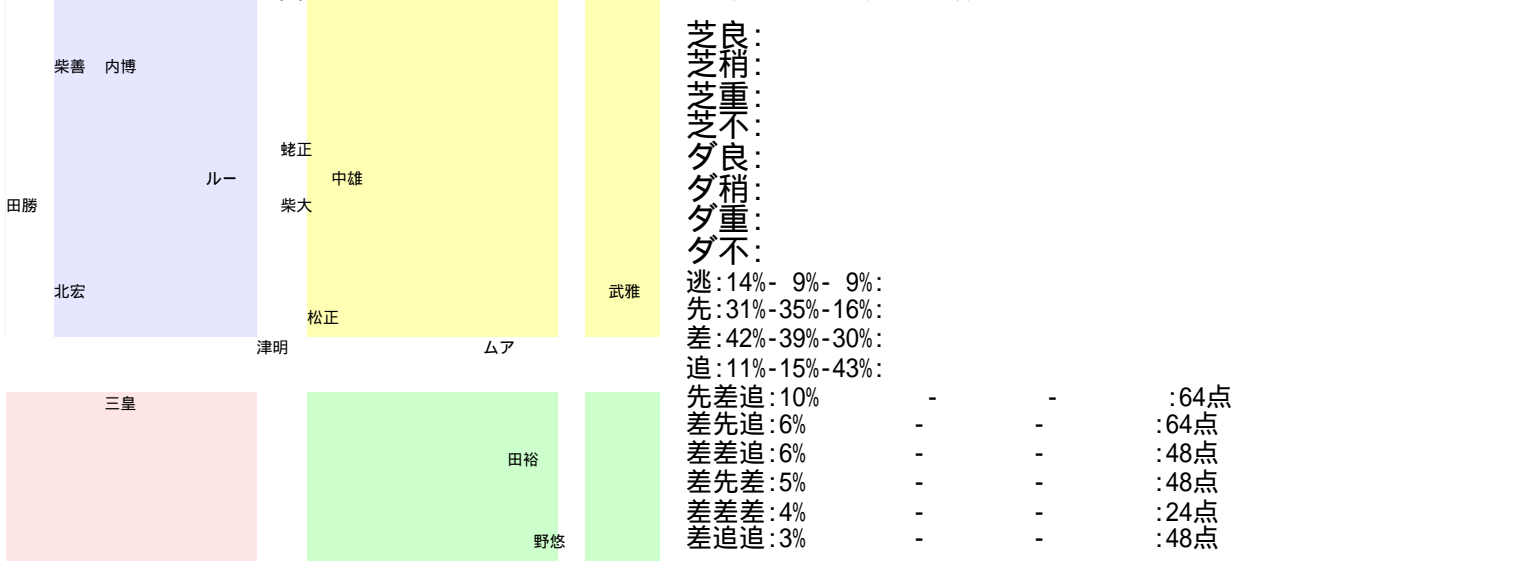 柴善 内博
蛯正
ルー 中雄
田勝 柴大
北宏 武雅
松正
津明 ムア
三皇
田裕
野悠
芝良:
芝稍:
芝重:
芝不:
ダ良:
ダ稍:
ダ重:
ダ不:
逃:14%- 9%- 9%:
先:31%-35%-16%:
差:42%-39%-30%:
追:11%-15%-43%:
先差追:10% - - :64点
差先追:6% - - :64点
差差追:6% - - :48点
差先差:5% - - :48点
差差差:4% - - :24点
差追追:3% - - :48点